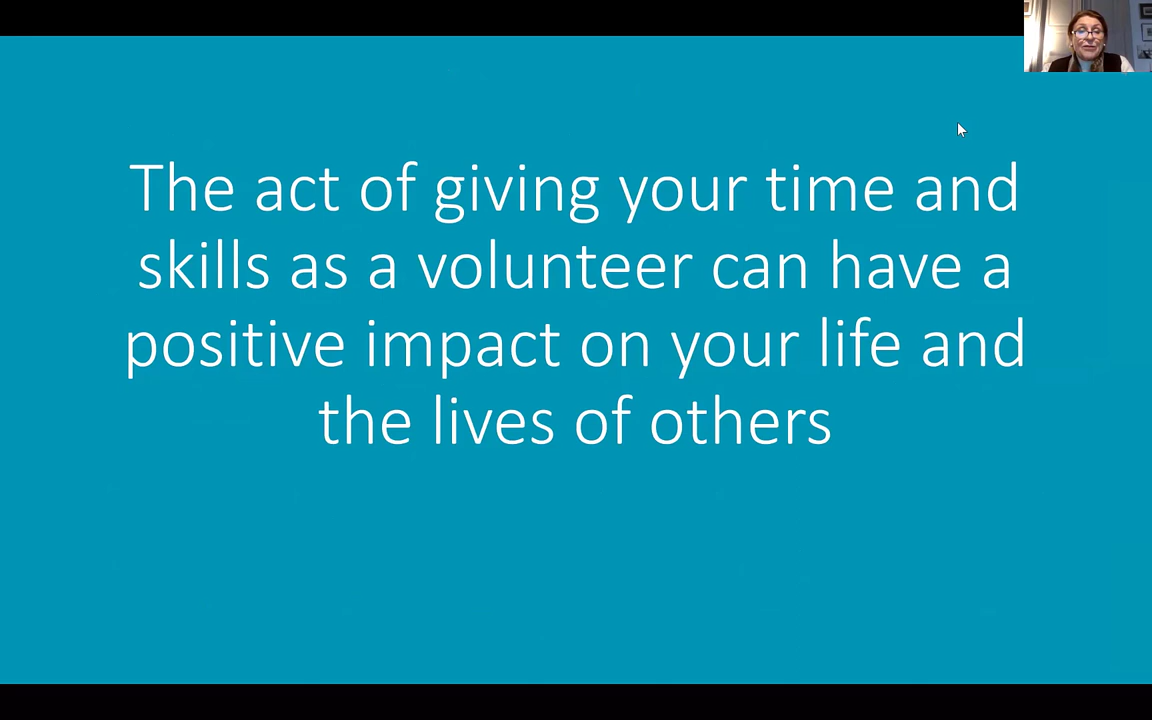 The act of giving your time and
skills as a volunteer can have a
positive impact on your life and
the lives of others